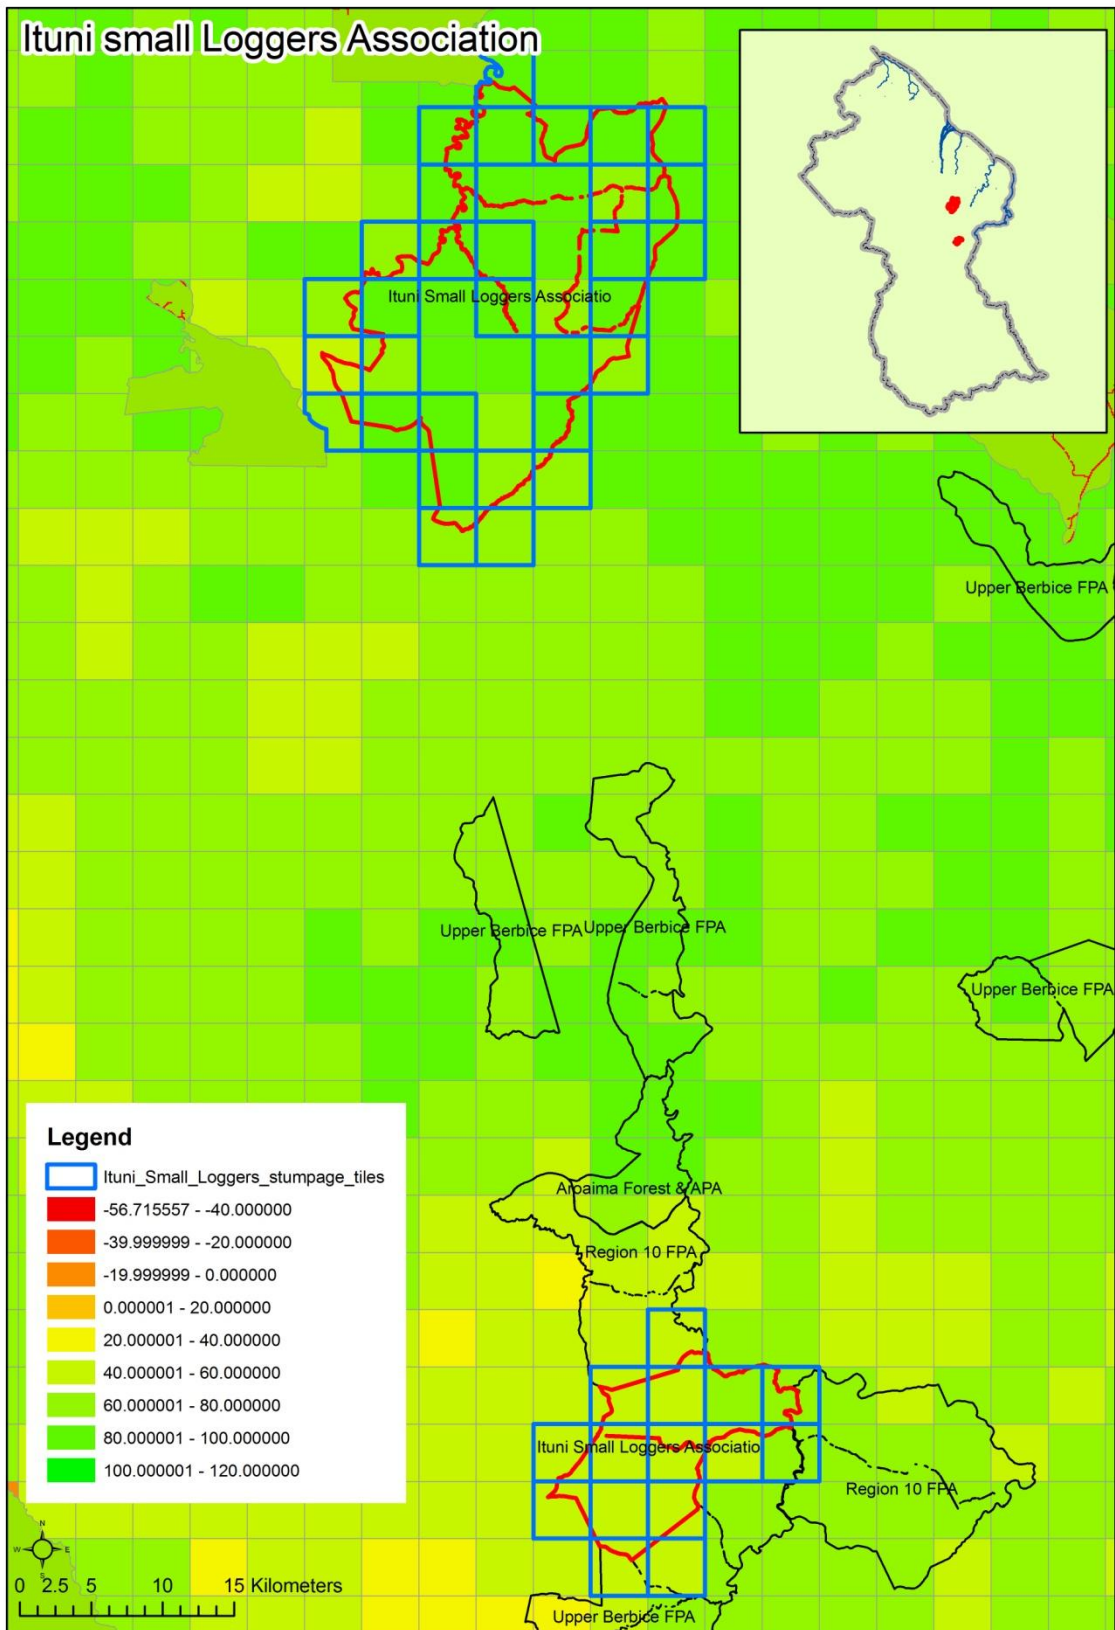 Ituni small Loggers Association
Ituni Small Loggers Associatio
Upper Berbice FPA
Upper Berbice FPA
Upper Berbice FPA
Upper Berbice FPA
Legend
Ituni_Small_Loggers_stumpage_tiles
-56.715557 - -40.000000
-39.999999 - -20.000000
-19.999999 - 0.000000
0.000001 - 20.000000
20.000001 - 40.000000
40.000001 - 60.000000
60.000001 - 80.000000
80.000001 - 100.000000
100.000001 - 120.000000
Aroaima Forest & APA
Region 10 FPA
Ituni Small Loggers Associatio
Region 10 FPA
N
W E
S
0 2.5 5 10 15 Kilometers
Upper Berbice FPA